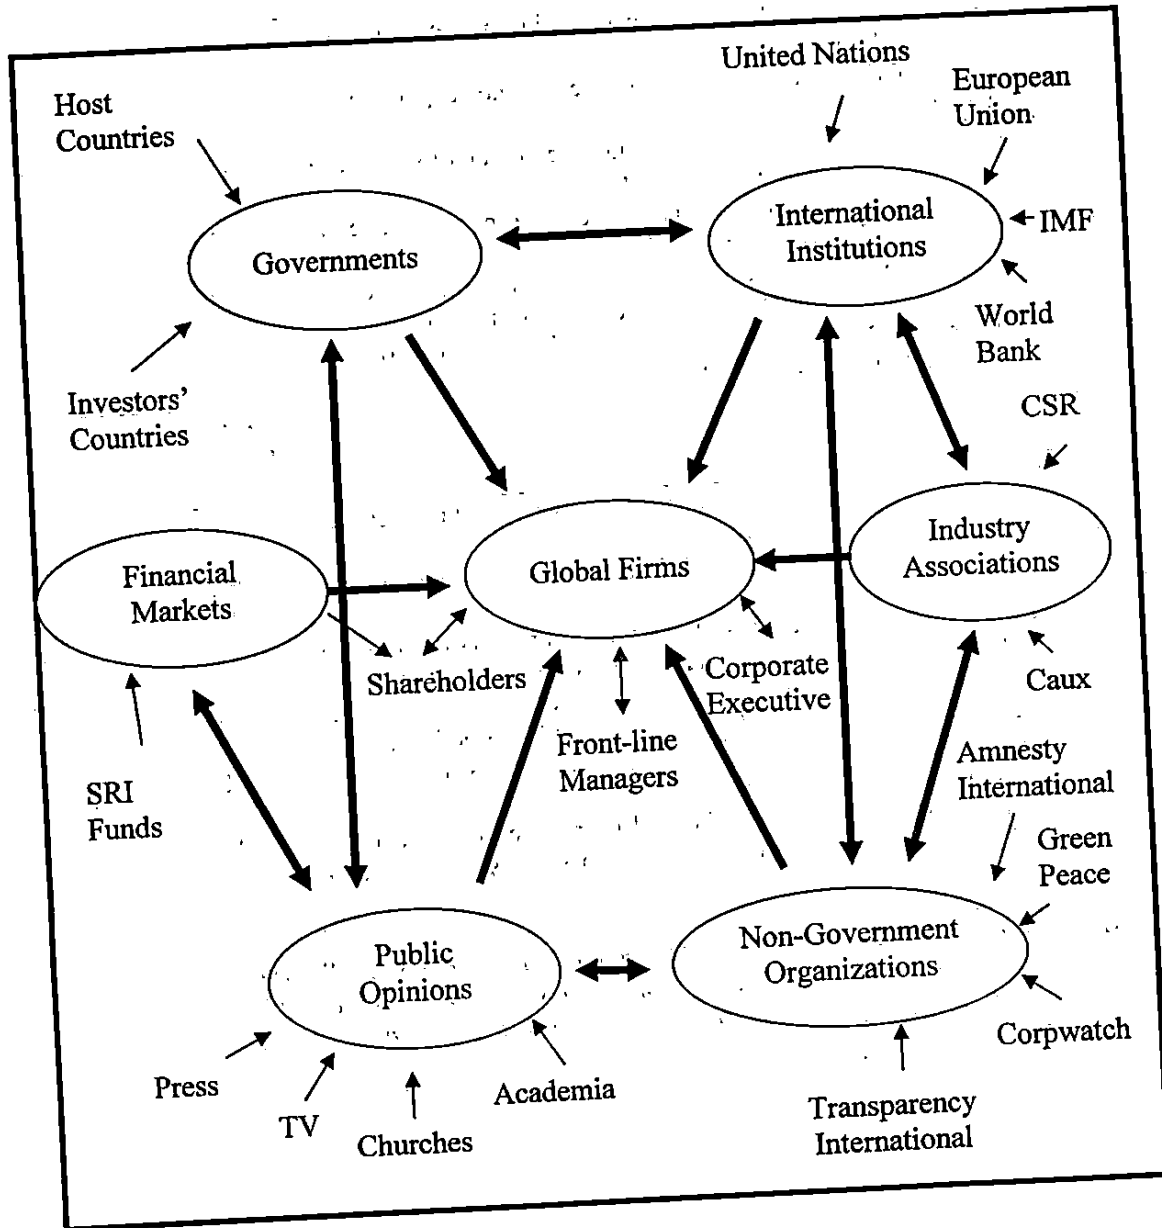 United Nations
European
Union
Host
Countries
International
Institutions
IMF
Governments
World
Bank
Investors'
Countries
CSR
Industry
Associations
Global Firms
Financial
Markets
Shareholders
Corporate
Executive
Caux
Front-line
Managers
Amnesty
International
SRI
Funds
Green
Peace
Public
Opinions
Non-Government
Organizations
Corpwatch
Press
TV
Churches
Academia
Transparency
International